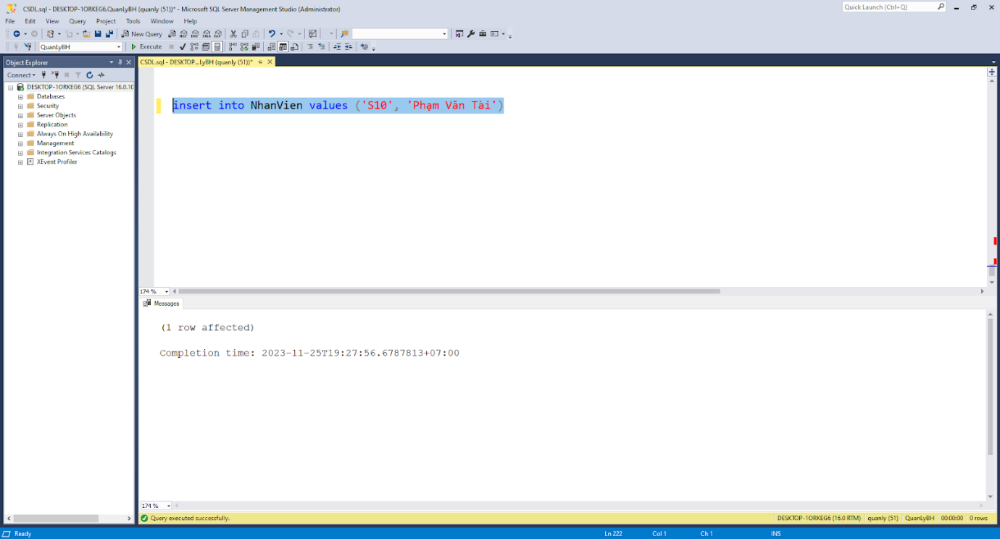 CSDL.sql - DESKTOP-1ORKEG6.QuanLyBH (quanly (51))* - Microsoft SQL Server Management Studio (Administrator)
Quick Launch (Ctrl+Q)
File Edit View Query Project Tools Window Help
New Query
QuanLyBH Execute
Object Explorer
CSDL.sql - DESKTOP...LyBH (quanly (51))*
Connect
DESKTOP-1ORKEG6 (SQL Server 16.0.10
Databases
Security
Server Objects
Replication
Always On High Availability
Management
Integration Services Catalogs
XEvent Profiler
insert into NhanVien values ('S10', 'Phạm Văn Tài')
174 %
Messages
(1 row affected)
Completion time: 2023-11-25T19:27:56.6787813+07:00
174 %
Query executed successfully.
DESKTOP-1ORKEG6 (16.0 RTM) quanly (51) QuanLyBH 00:00:00 0 rows
Ready Ln 222 Col 1 Ch 1 INS